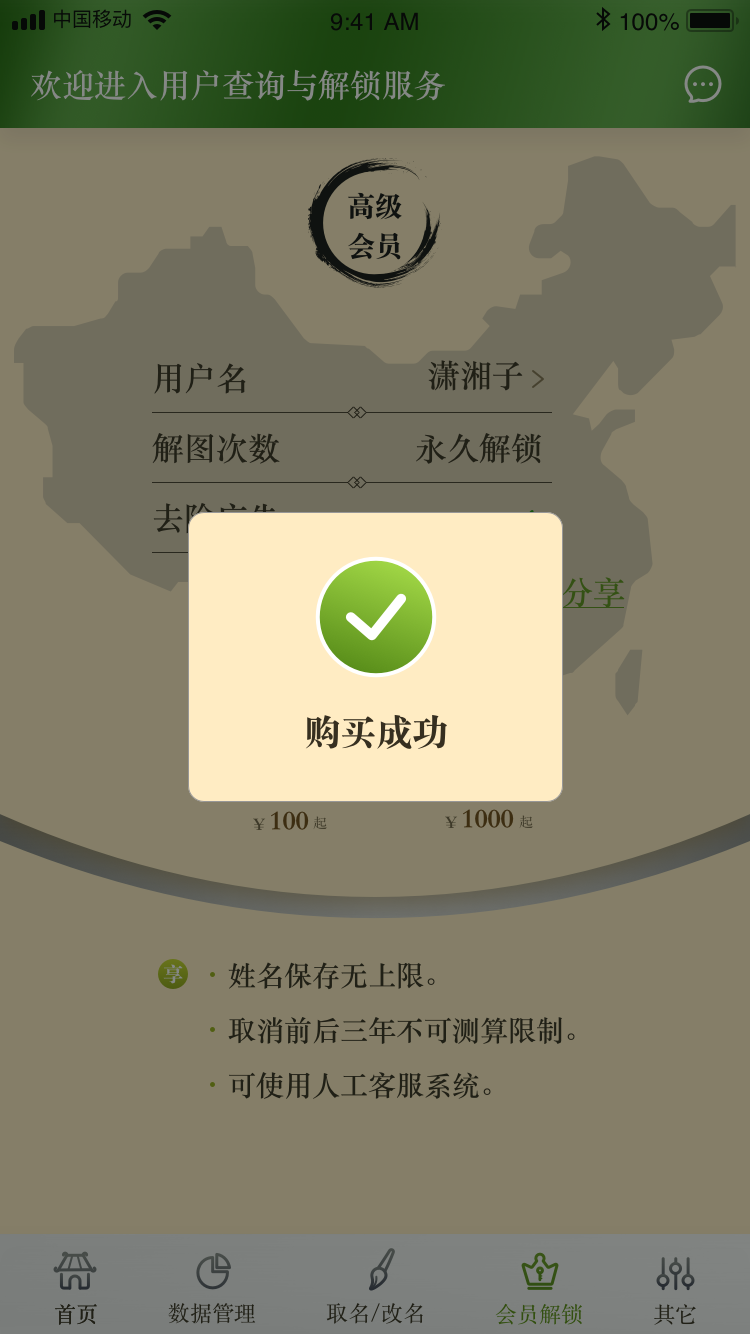 中国移动 9:41 AM 100%
欢迎进入用户查询与解锁服务
高级
会员
用户名 潇湘子
解图次数 永久解锁
去除广告
分享
购买成功
¥ 100 起 ¥ 1000 起
享 · 姓名保存无上限。
· 取消前后三年不可测算限制。
· 可使用人工客服系统。
首页 数据管理 取名/改名 会员解锁 其它